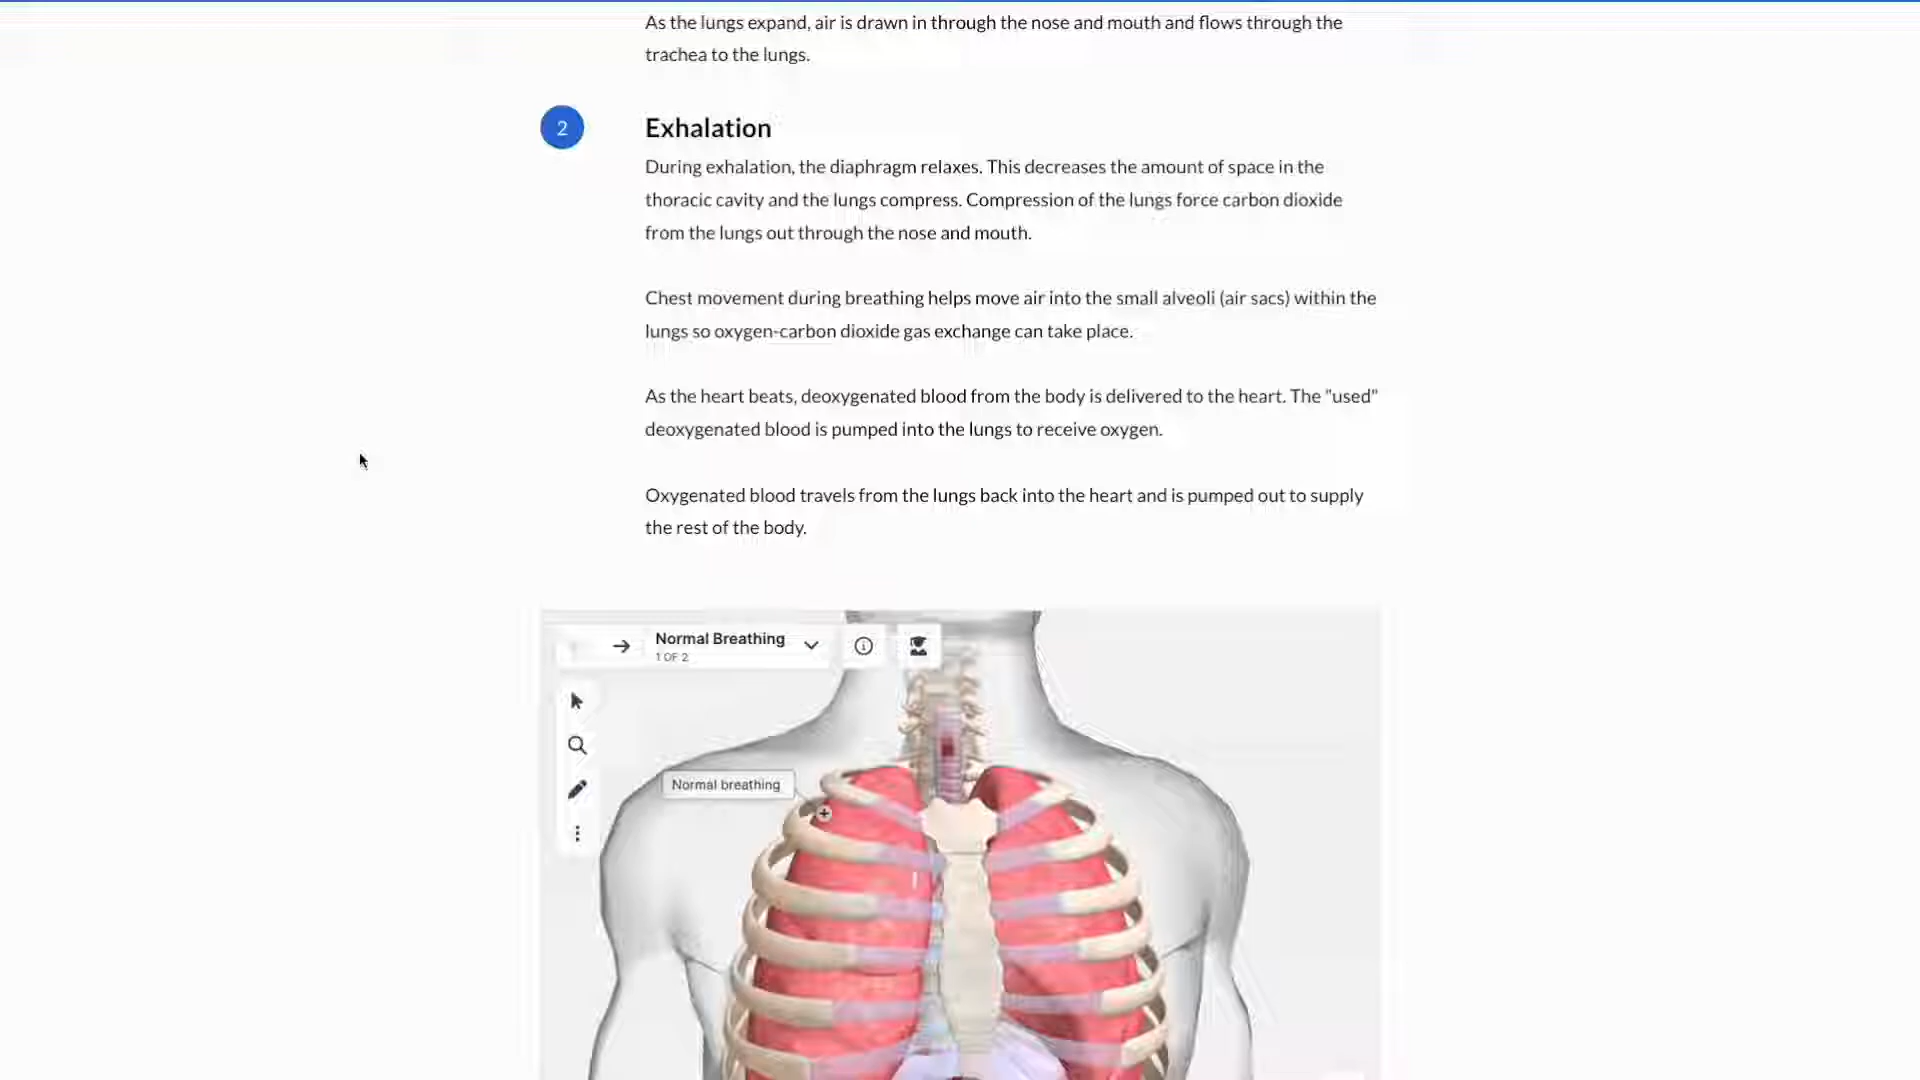 As the lungs expand, air is drawn in through the nose and mouth and flows through the
trachea to the lungs.
2
Exhalation
During exhalation, the diaphragm relaxes. This decreases the amount of space in the
thoracic cavity and the lungs compress. Compression of the lungs force carbon dioxide
from the lungs out through the nose and mouth.
Chest movement during breathing helps move air into the small alveoli (air sacs) within the
lungs so oxygen-carbon dioxide gas exchange can take place.
As the heart beats, deoxygenated blood from the body is delivered to the heart. The "used"
deoxygenated blood is pumped into the lungs to receive oxygen.
Oxygenated blood travels from the lungs back into the heart and is pumped out to supply
the rest of the body.
Normal Breathing
1 OF 2
Normal breathing